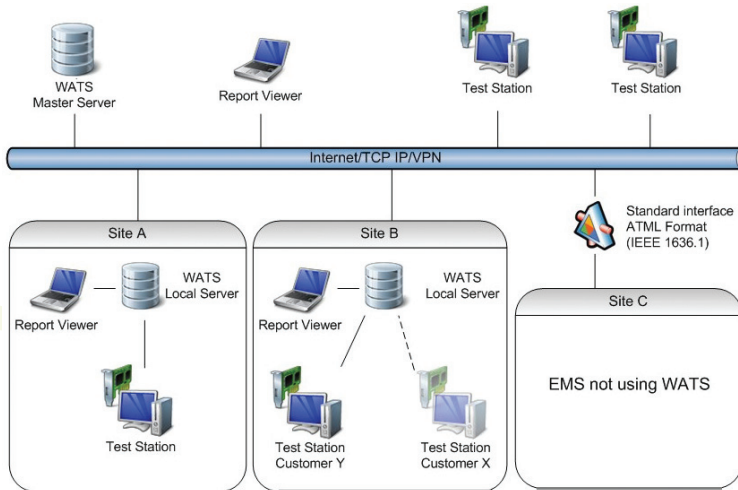 WATS
Master Server
Report Viewer
Test Station
Test Station
Internet/TCP IP/VPN
Standard interface
ATML Format
(IEEE 1636.1)
Site A
WATS
Local Server
Report Viewer
Test Station
Site B
WATS
Local Server
Report Viewer
Test Station
Customer Y
Test Station
Customer X
Site C
EMS not using WATS